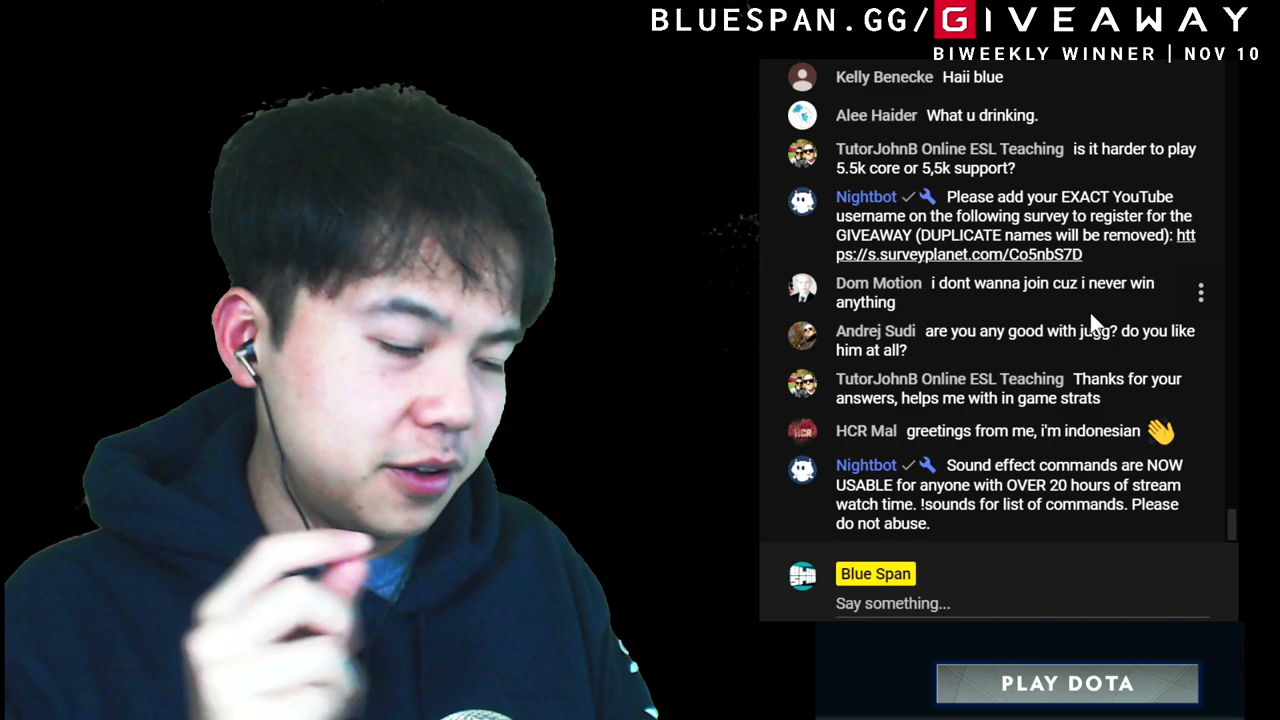 BLUESPAN.GG/GIVEAWAY
BIWEEKLY WINNER | NOV 10
Kelly Benecke Haii blue
Alee Haider What u drinking.
TutorJohnB Online ESL Teaching is it harder to play
5.5k core or 5,5k support?
Nightbot Please add your EXACT YouTube
username on the following survey to register for the
GIVEAWAY (DUPLICATE names will be removed): htt
ps://s.surveyplanet.com/Co5nbS7D
Dom Motion i dont wanna join cuz i never win
anything
Andrej Sudi are you any good with jugg? do you like
him at all?
TutorJohnB Online ESL Teaching Thanks for your
answers, helps me with in game strats
HCR Mal greetings from me, i'm indonesian
Nightbot Sound effect commands are NOW
USABLE for anyone with OVER 20 hours of stream
watch time. !sounds for list of commands. Please
do not abuse.
Blue Span
Say something...
PLAY DOTA